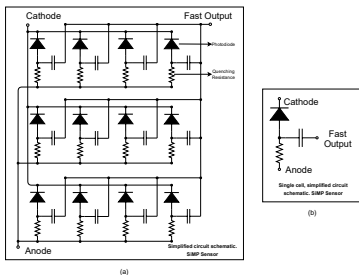 Cathode
Fast Output
Photodiode
Quenching
Resistance
Anode
Simplified circuit schematic.
SiMP Sensor
(a)
Cathode
Fast
Output
Anode
Single cell, simplified circuit
schematic. SiMP Sensor
(b)